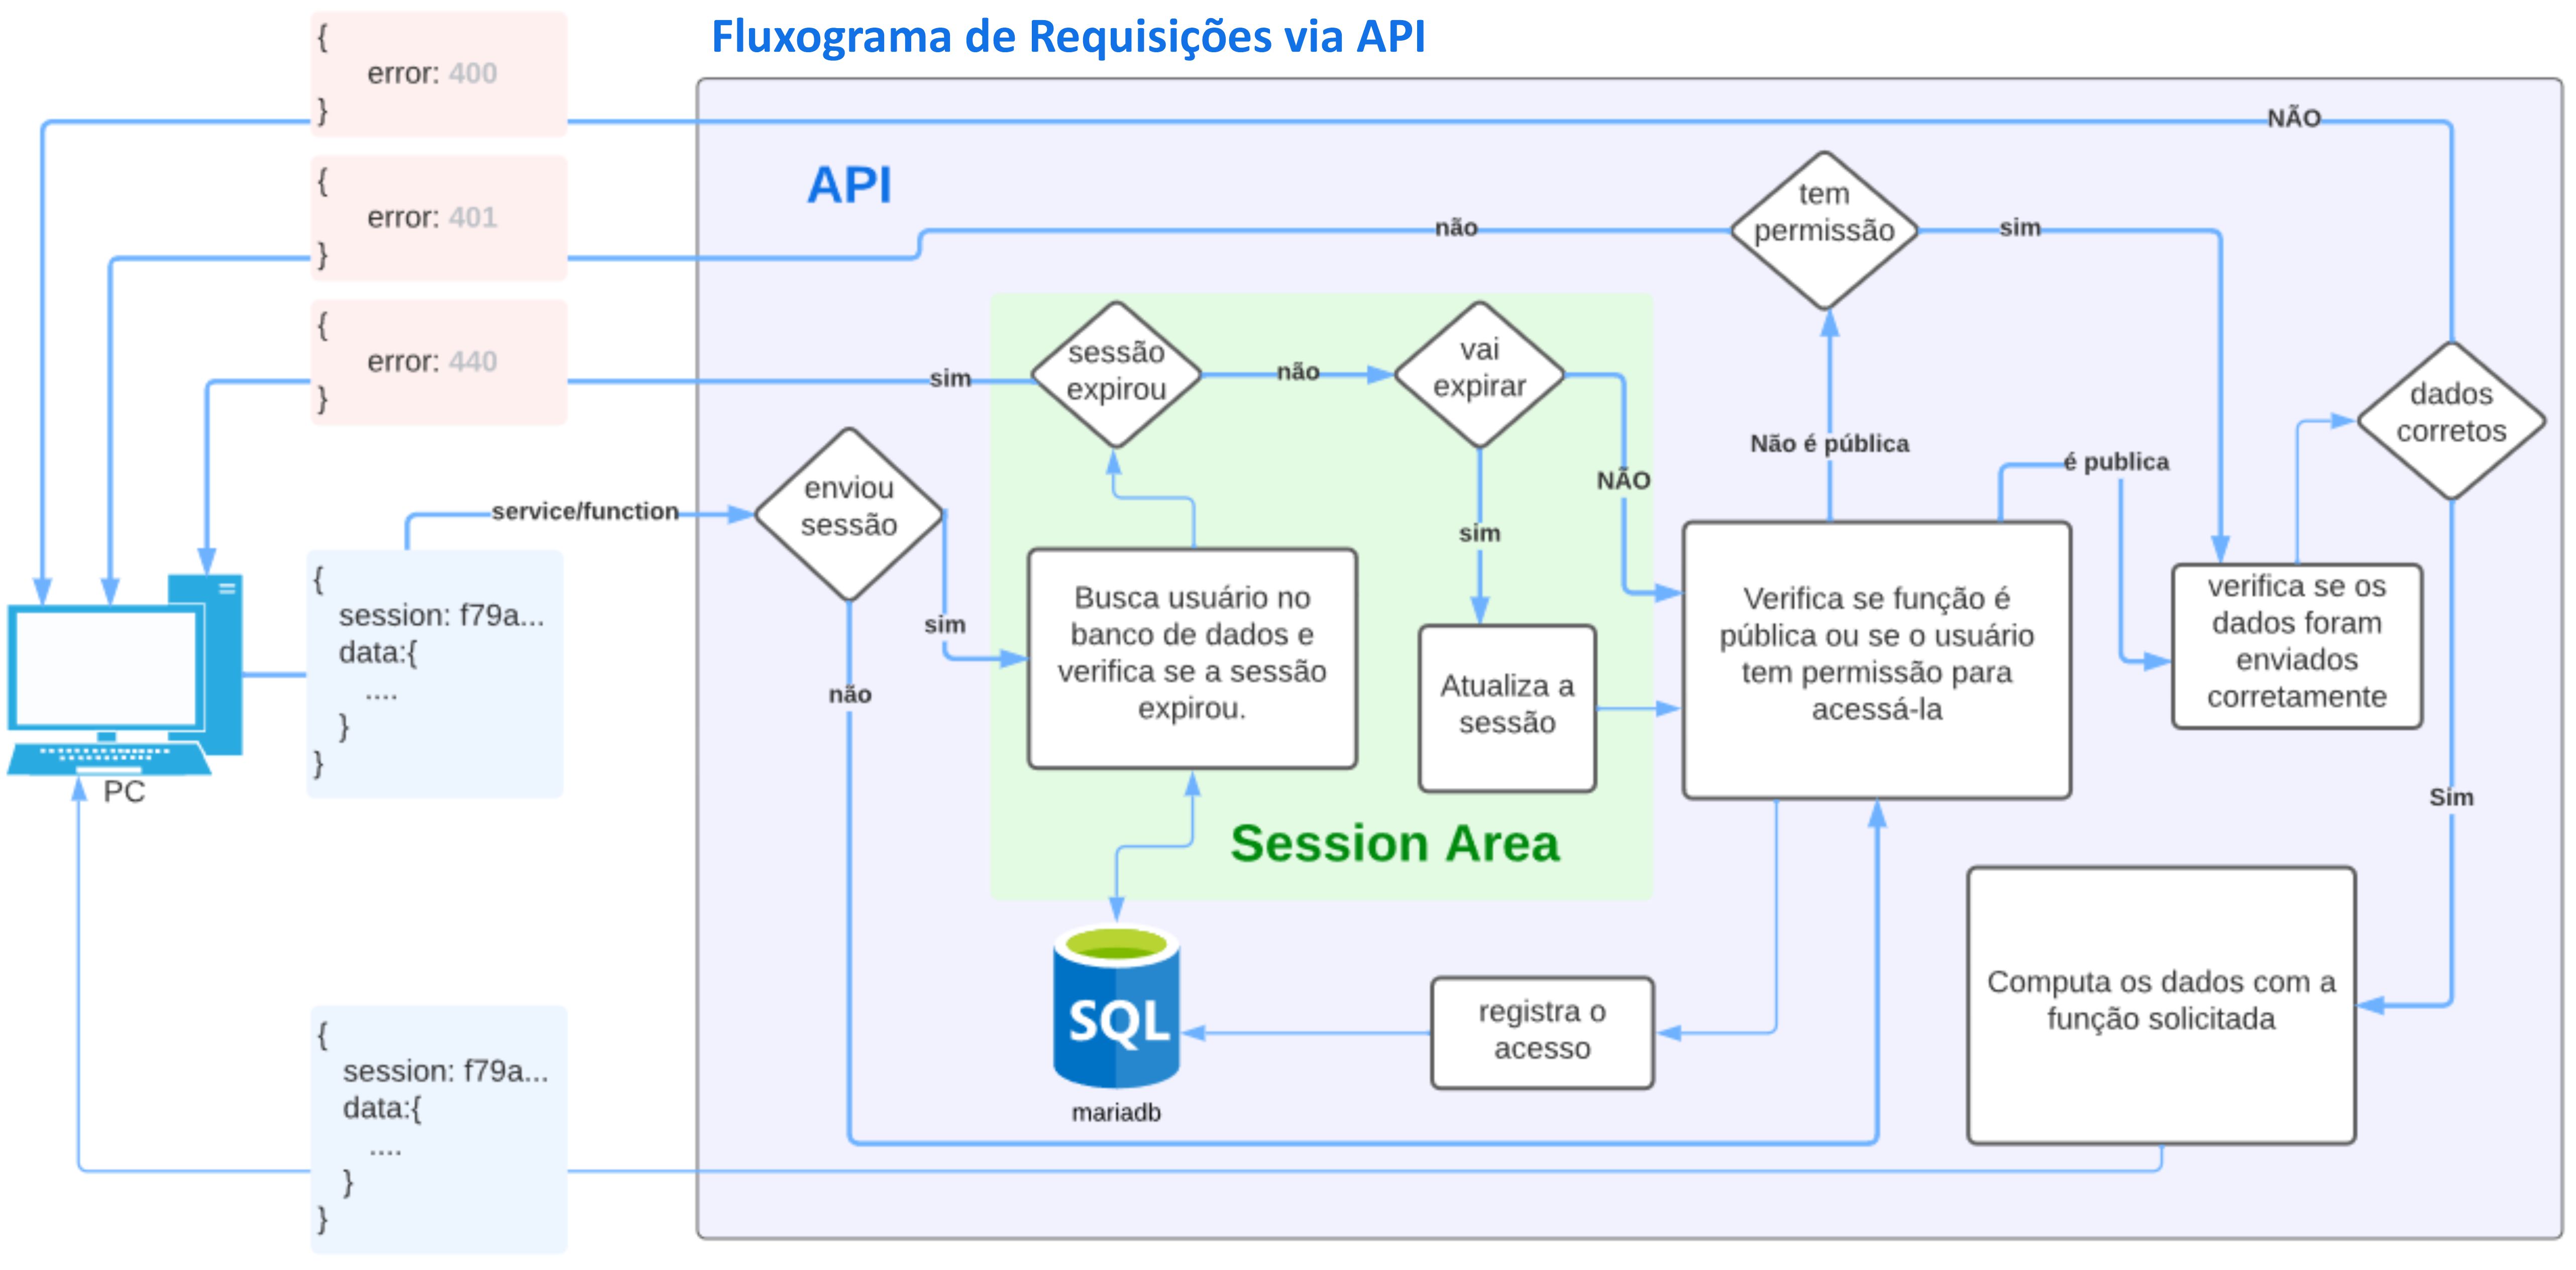 Fluxograma de Requisições via API
{
error: 400
}
{
error: 401
}
{
error: 440
}
API
NÃO
tem
permissão
não
sim
sessão
expirou
sim
não
vai
expirar
NÃO
sim
Não é pública
é publica
dados
corretos
Sim
service/function
enviou
sessão
sim
não
{
session: f79a...
data:{
....
}
}
PC
Busca usuário no
banco de dados e
verifica se a sessão
expirou.
Atualiza a
sessão
Session Area
Verifica se função é
pública ou se o usuário
tem permissão para
acessá-la
verifica se os
dados foram
enviados
corretamente
SQL
mariadb
registra o
acesso
Computa os dados com a
função solicitada
{
session: f79a...
data:{
....
}
}